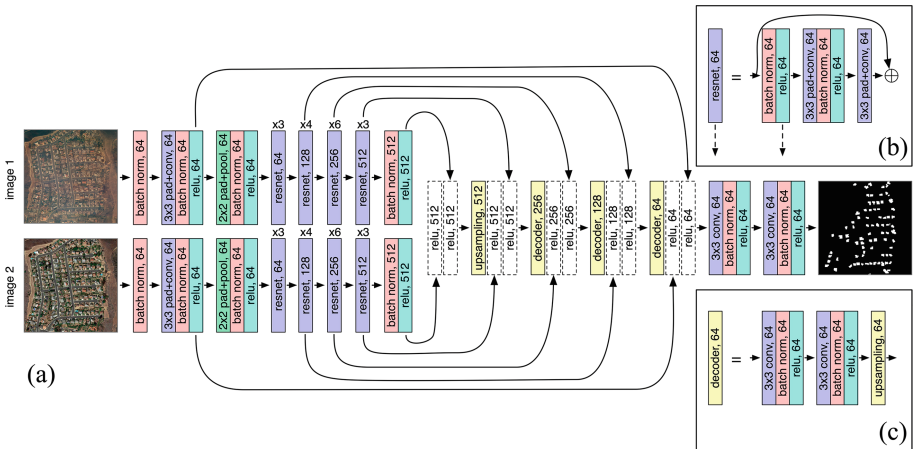 image 1
batch norm, 64
3x3 pad+conv, 64
batch norm, 64
relu, 64
2x2 pad+pool, 64
batch norm, 64
relu, 64
x3
resnet, 64
x4
resnet, 128
x6
resnet, 256
x3
resnet, 512
batch norm, 512
relu, 512
image 2
batch norm, 64
3x3 pad+conv, 64
batch norm, 64
relu, 64
2x2 pad+pool, 64
batch norm, 64
relu, 64
x3
resnet, 64
x4
resnet, 128
x6
resnet, 256
x3
resnet, 512
batch norm, 512
relu, 512
relu, 512
relu, 512
upsampling, 512
relu, 512
relu, 512
decoder, 256
relu, 256
relu, 256
decoder, 128
relu, 128
relu, 128
decoder, 64
relu, 64
relu, 64
3x3 conv, 64
batch norm, 64
relu, 64
3x3 conv, 64
batch norm, 64
(a)
resnet, 64
=
batch norm, 64
relu, 64
3x3 pad+conv, 64
batch norm, 64
relu, 64
3x3 pad+conv, 64
(b)
decoder, 64
=
3x3 conv, 64
batch norm, 64
relu, 64
3x3 conv, 64
batch norm, 64
relu, 64
upsampling, 64
(c)